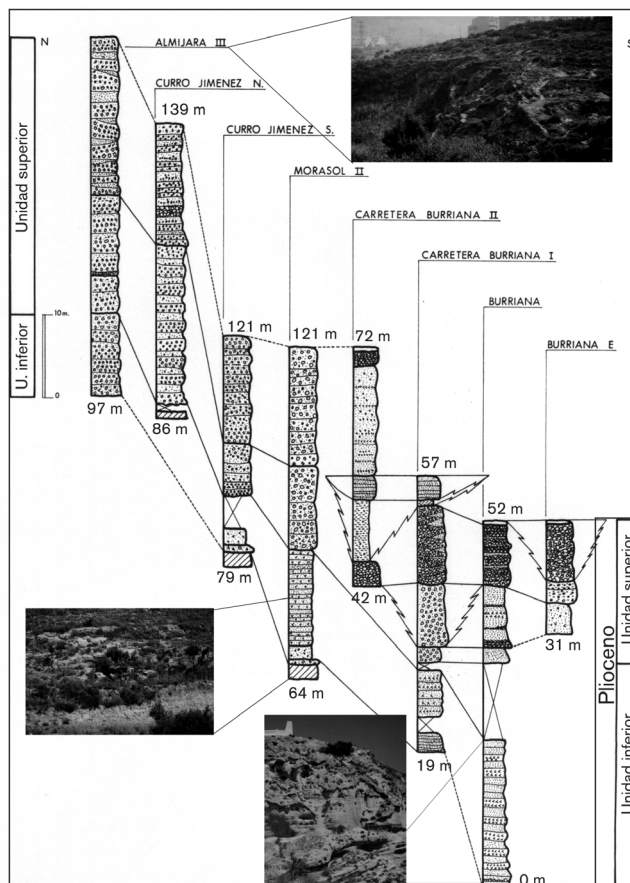 N
ALMIJARA III
S
CURRO JIMENEZ N.
139 m
CURRO JIMENEZ S.
MORASOL II
CARRETERA BURRIANA II
CARRETERA BURRIANA I
BURRIANA
BURRIANA E
Unidad superior
U. inferior
10 m.
0
97 m
86 m
121 m
121 m
72 m
57 m
52 m
79 m
42 m
31 m
64 m
19 m
0 m
Plioceno
Unidad superior
Unidad inferior